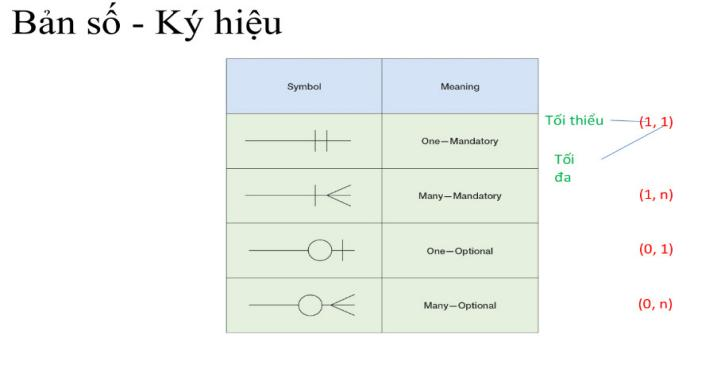 Bản số - Ký hiệu
Symbol Meaning
Tối thiểu (1, 1)
One—Mandatory
Tối
đa
Many—Mandatory (1, n)
One—Optional (0, 1)
Many—Optional (0, n)